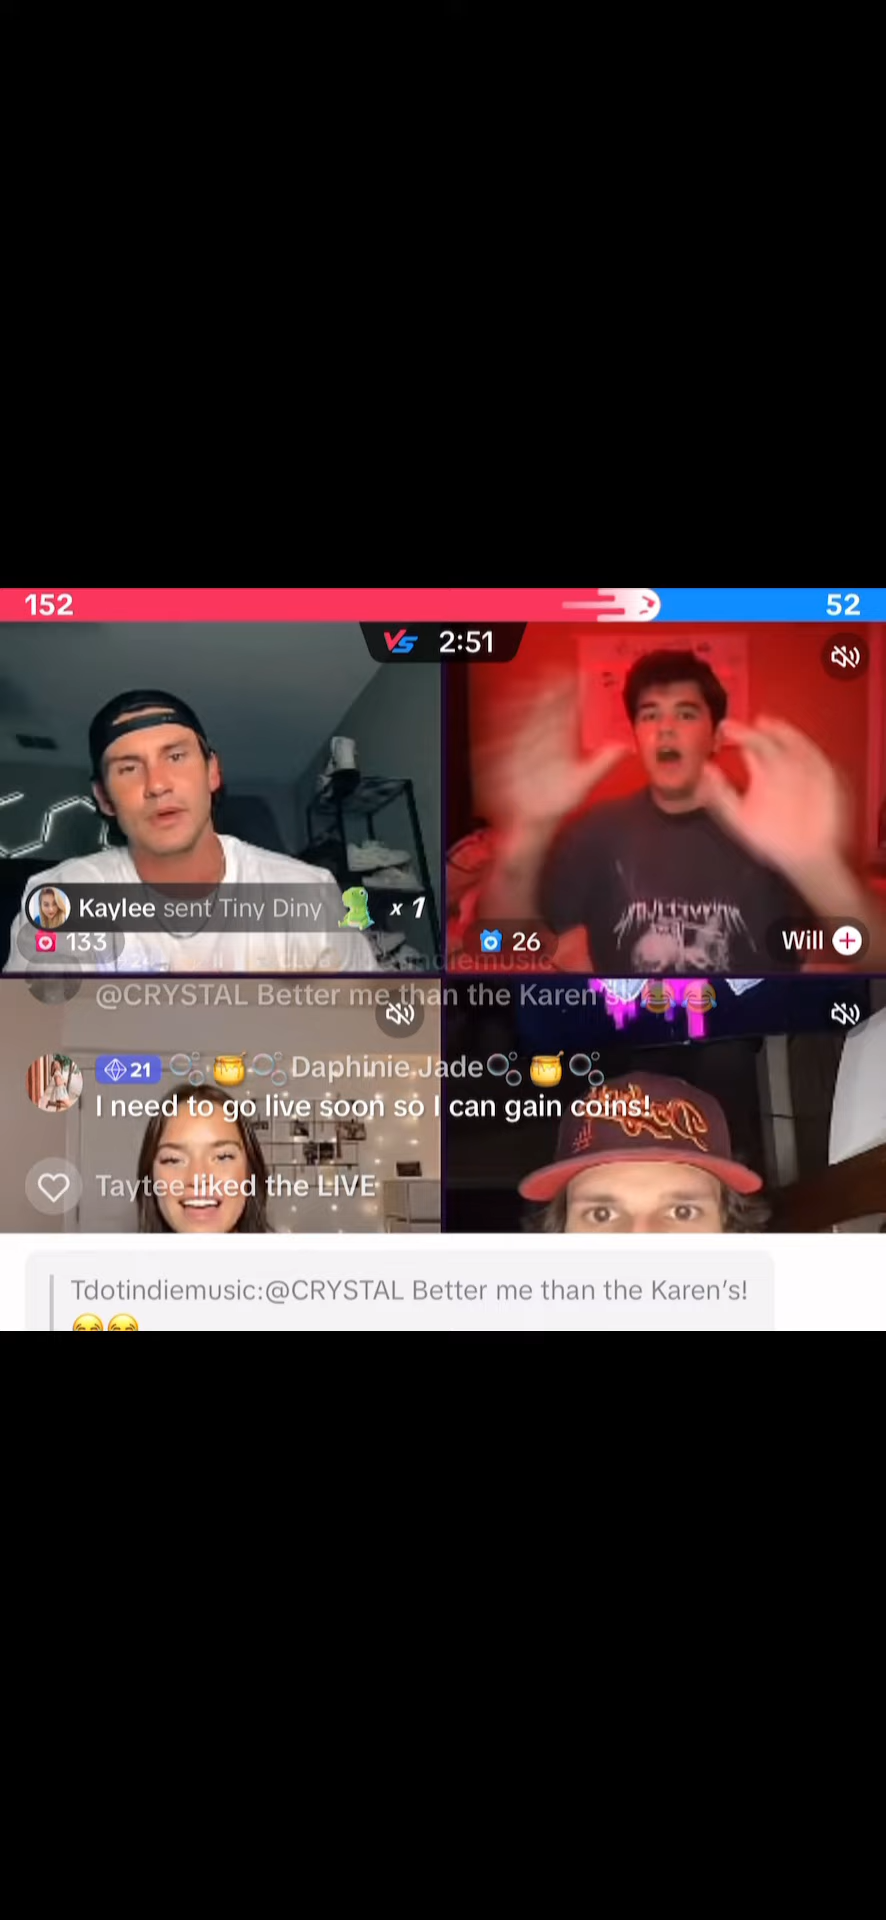 152
52
VS 2:51
Kaylee sent Tiny Diny x 1
133
26
Will
@CRYSTAL Better me than the Karen's! 😂😂
21 🫧🍯🫧Daphinie.Jade🫧🍯🫧
I need to go live soon so I can gain coins!
Taytee liked the LIVE
Tdotindiemusic:@CRYSTAL Better me than the Karen's!
😂😂